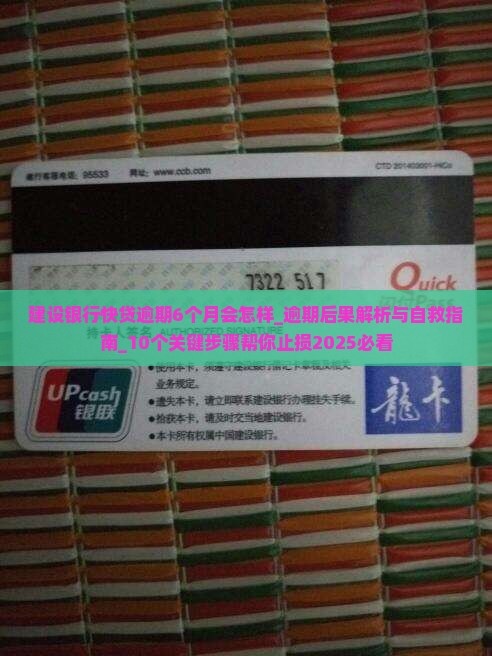 银行客服电话：95533 网址：www.ccb.com CTD 201403001-HiCo
7322 517
Quick
建设银行快贷逾期6个月会怎样_逾期后果解析与自救指
南_10个关键步骤帮你止损2025必看
持卡人签名 AUTHORIZED SIGNATURE
业务规定。
●遗失本卡，请立即联系建设银行办理挂失手续。
●拾获本卡，请及时交当地建设银行。
●本卡所有权属中国建设银行。
UPcash
银联
龍卡